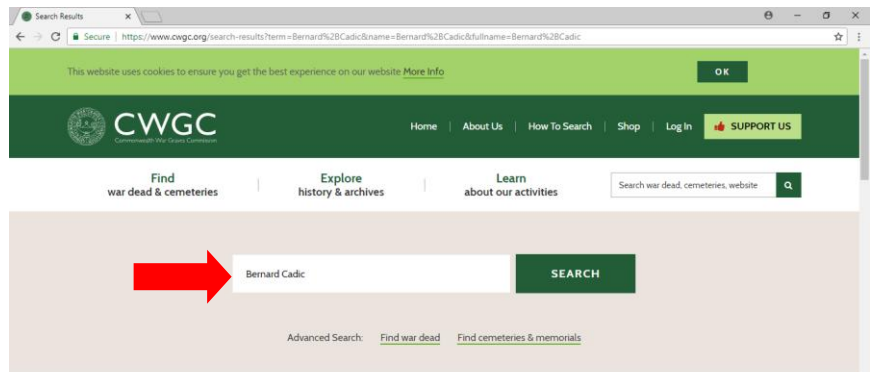 Search Results
Secure | https://www.cwgc.org/search-results?term=Bernard%2BCadic&name=Bernard%2BCadic&fullname=Bernard%2BCadic
This website uses cookies to ensure you get the best experience on our website More Info
OK
CWGC
Commonwealth War Graves Commission
Home | About Us | How To Search | Shop | Log In
SUPPORT US
Find
war dead & cemeteries
Explore
history & archives
Learn
about our activities
Search war dead, cemeteries, website
Bernard Cadic
SEARCH
Advanced Search: Find war dead Find cemeteries & memorials